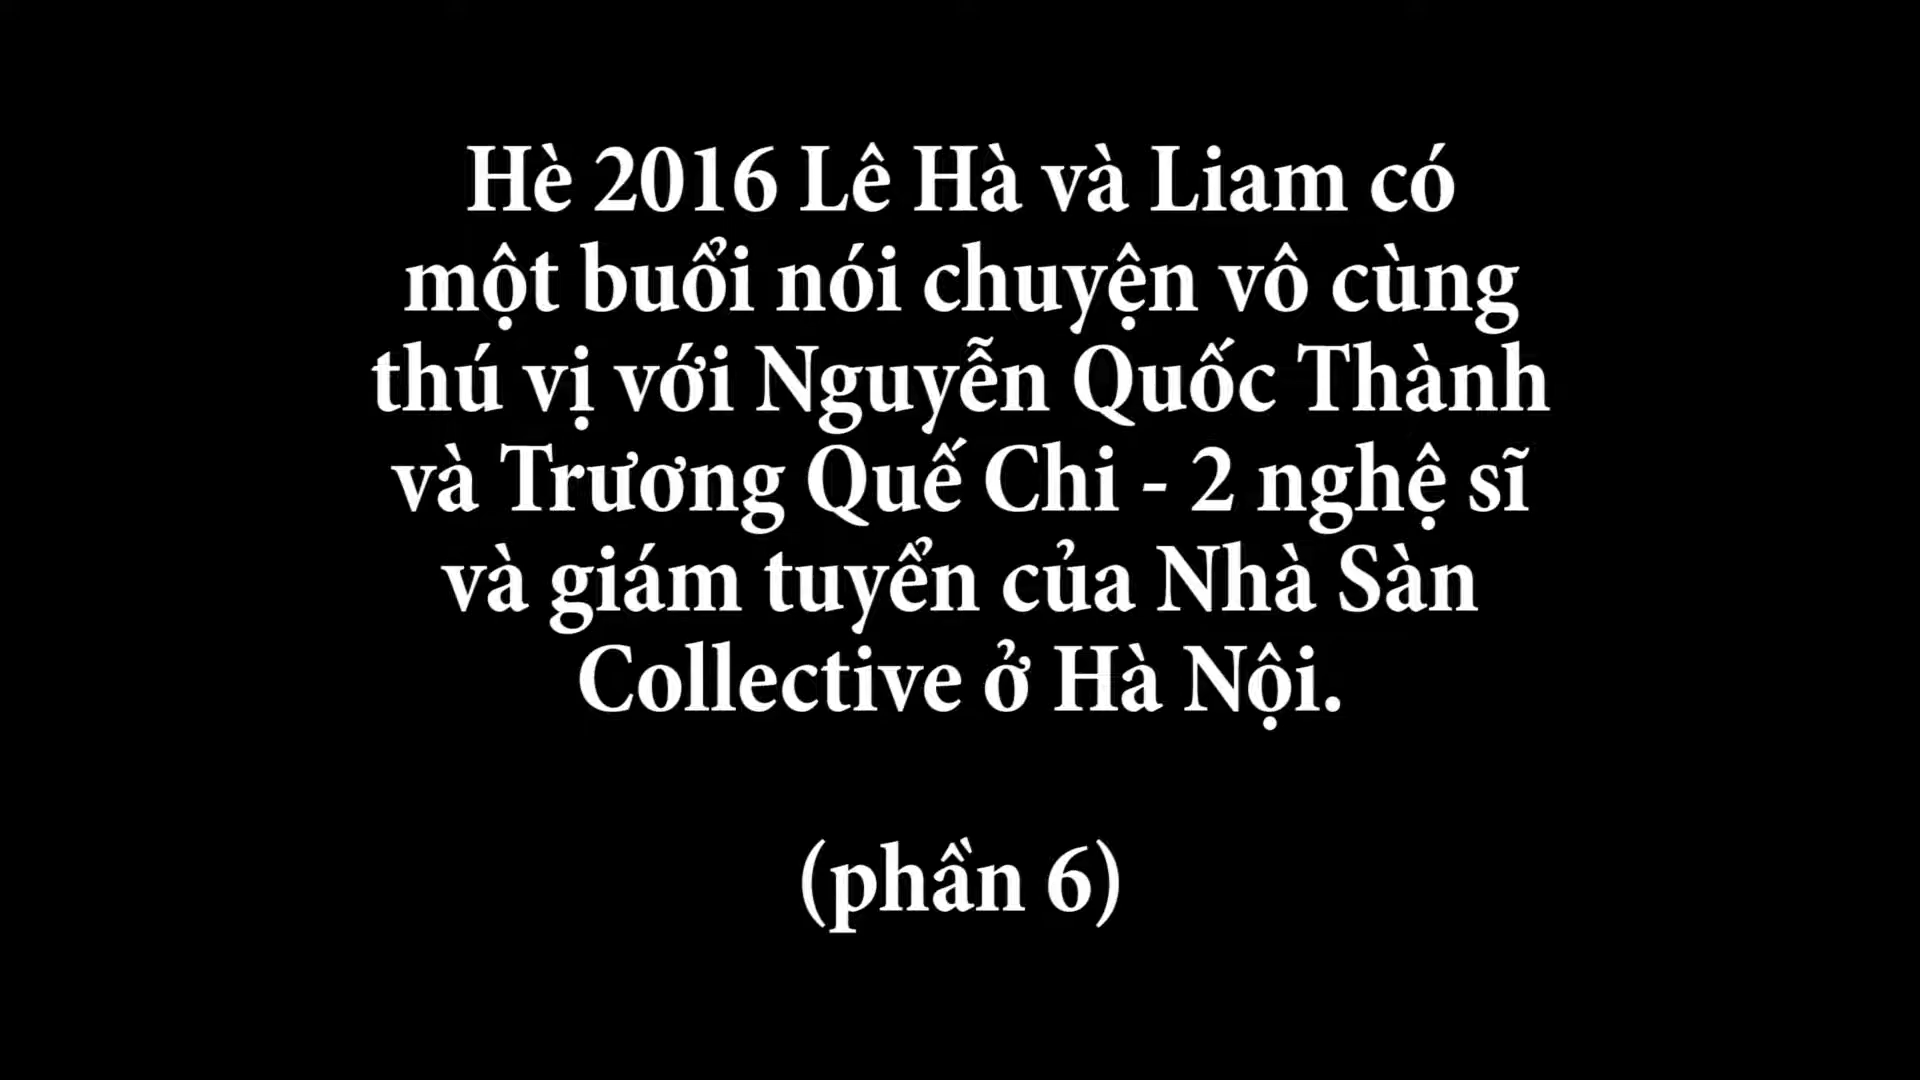 Hè 2016 Lê Hà và Liam có
một buổi nói chuyện vô cùng
thú vị với Nguyễn Quốc Thành
và Trương Quế Chi - 2 nghệ sĩ
và giám tuyển của Nhà Sàn
Collective ở Hà Nội.
(phần 6)